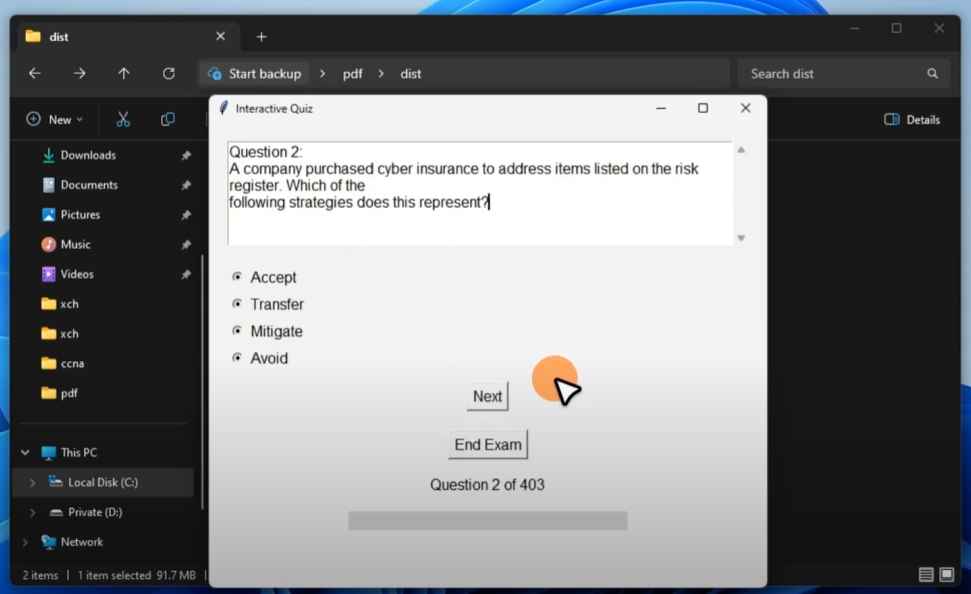 dist
Start backup > pdf > dist
Search dist
New
Details
Interactive Quiz
Question 2:
A company purchased cyber insurance to address items listed on the risk
register. Which of the
following strategies does this represent?
Accept
Transfer
Mitigate
Avoid
Next
End Exam
Question 2 of 403
Downloads
Documents
Pictures
Music
Videos
xch
xch
ccna
pdf
This PC
Local Disk (C:)
Private (D:)
Network
2 items | 1 item selected 91.7 MB |